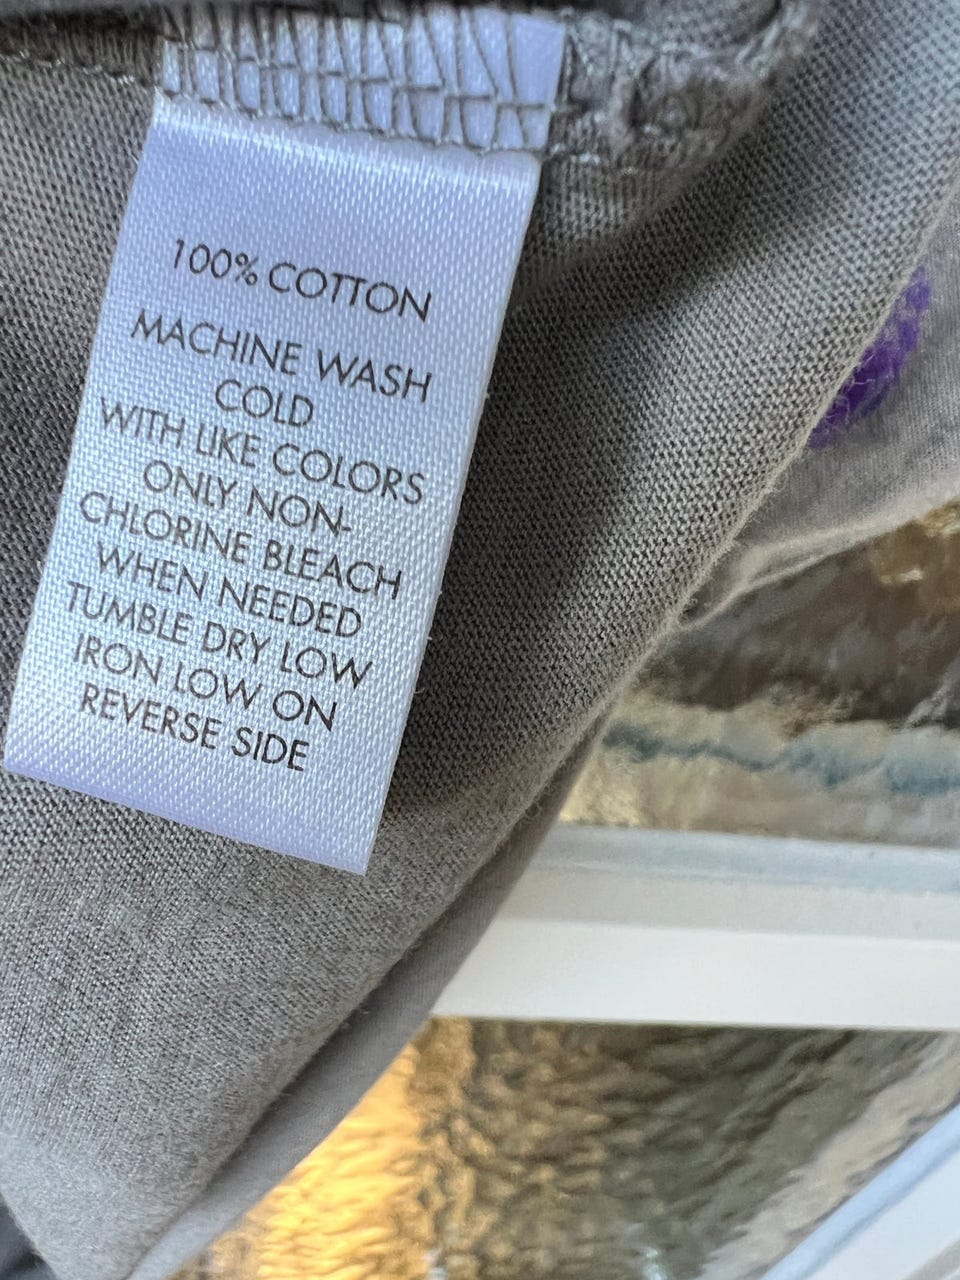 100% COTTON
MACHINE WASH
COLD
WITH LIKE COLORS
ONLY NON-
CHLORINE BLEACH
WHEN NEEDED
TUMBLE DRY LOW
IRON LOW ON
REVERSE SIDE